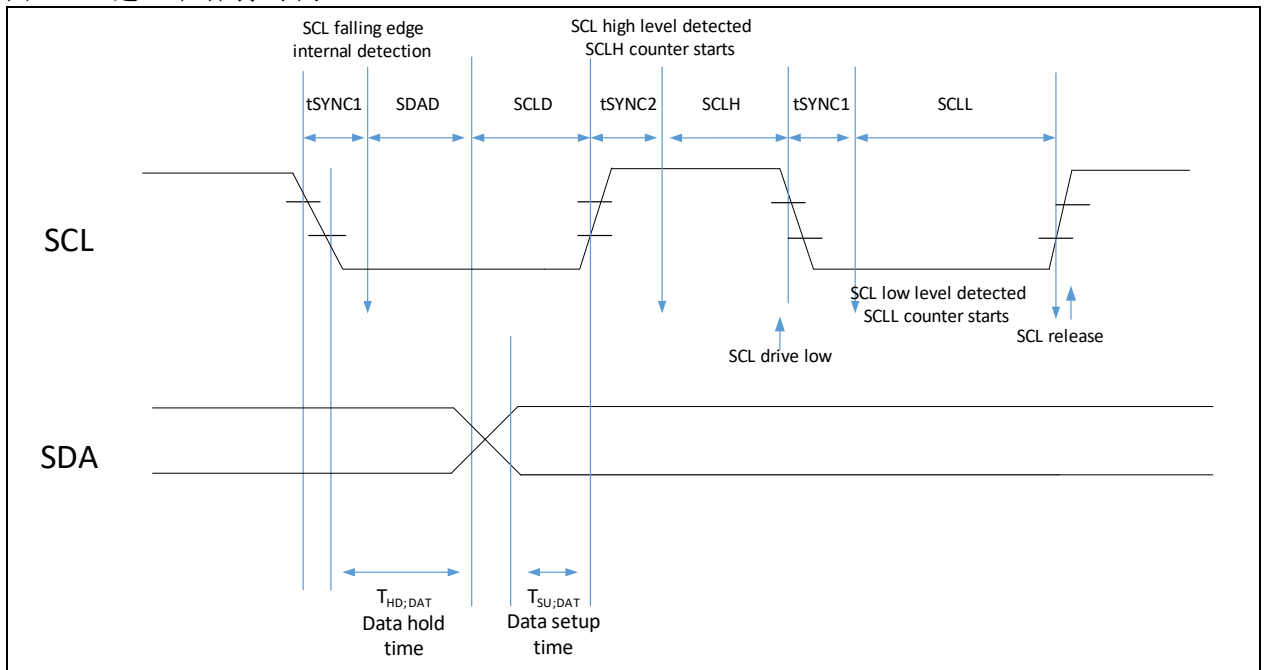 SCL falling edge
internal detection
SCL high level detected
SCLH counter starts
tSYNC1
SDAD
SCLD
tSYNC2
SCLH
tSYNC1
SCLL
SCL
SCL low level detected
SCLL counter starts
SCL release
SCL drive low
SDA
THD;DAT
Data hold
time
TSU;DAT
Data setup
time